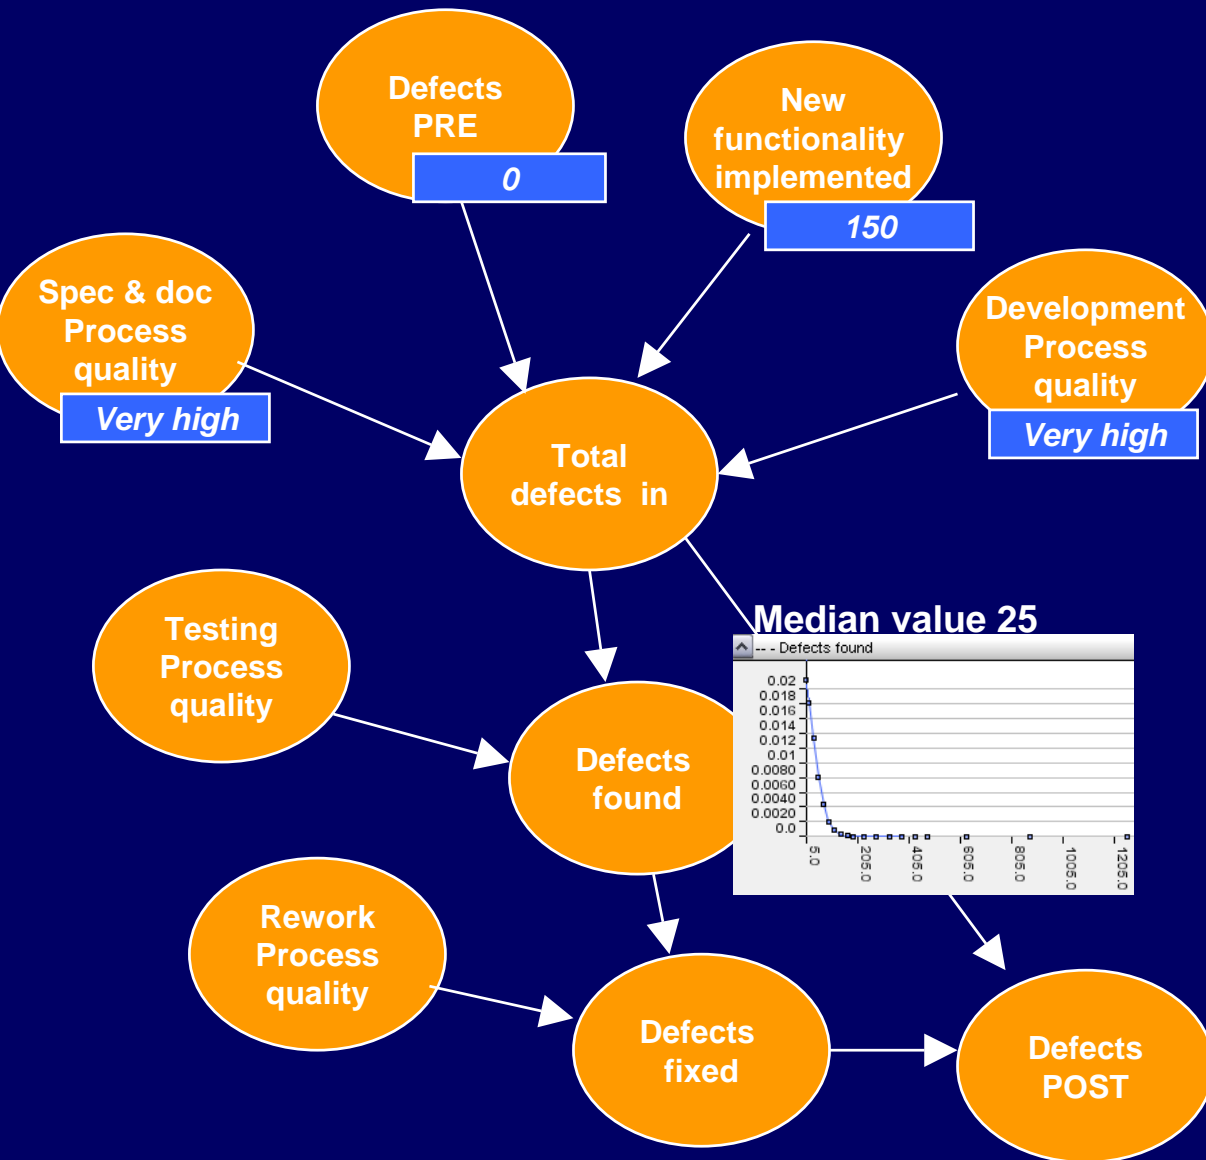 Defects
PRE
0
New
functionality
implemented
150
Spec & doc
Process
quality
Very high
Development
Process
quality
Very high
Total
defects in
Testing
Process
quality
Median value 25
-- - Defects found
0.02
0.018
0.016
0.014
0.012
0.01
0.0080
0.0060
0.0040
0.0020
0.0
5.0
205.0
405.0
605.0
805.0
1005.0
1205.0
Defects
found
Rework
Process
quality
Defects
fixed
Defects
POST